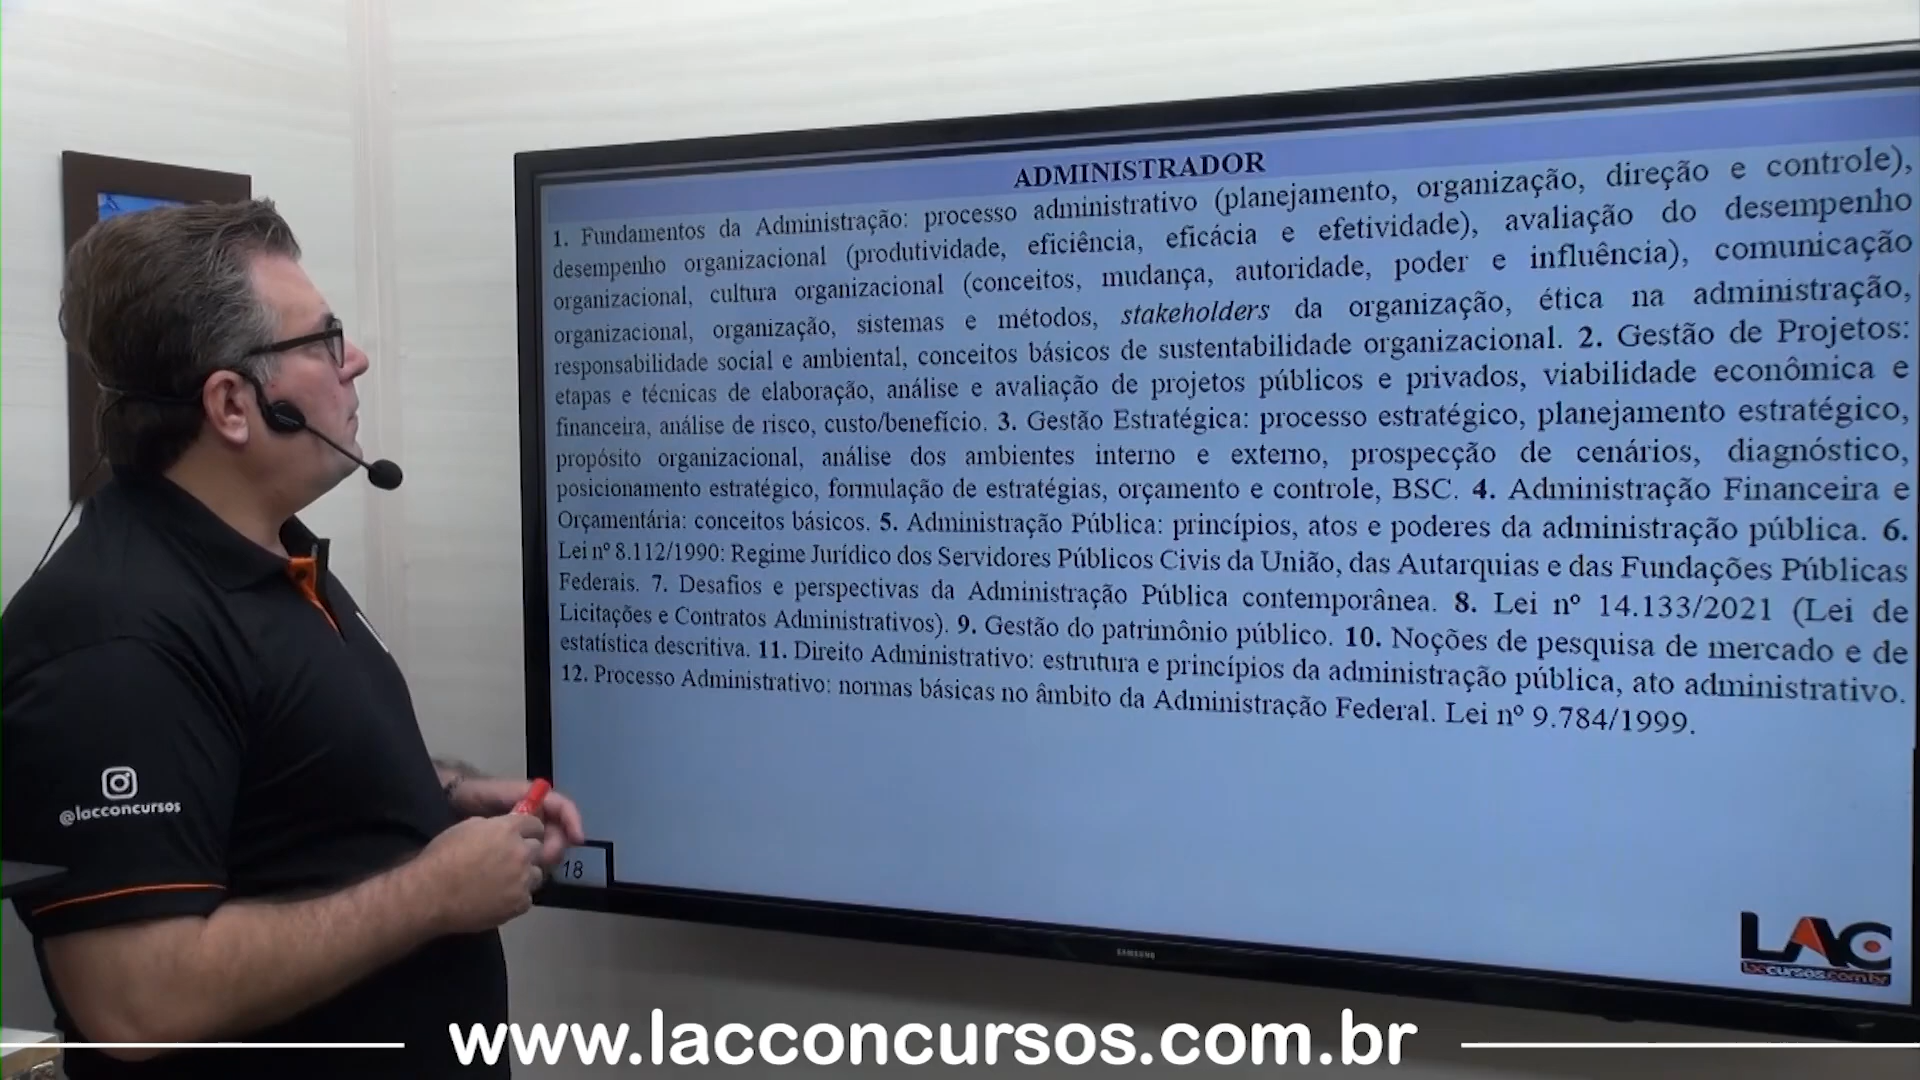 ADMINISTRADOR
1. Fundamentos da Administração: processo administrativo (planejamento, organização, direção e controle),
desempenho organizacional (produtividade, eficiência, eficácia e efetividade), avaliação do desempenho
organizacional, cultura organizacional (conceitos, mudança, autoridade, poder e influência), comunicação
organizacional, organização, sistemas e métodos, stakeholders da organização, ética na administração,
responsabilidade social e ambiental, conceitos básicos de sustentabilidade organizacional. 2. Gestão de Projetos:
etapas e técnicas de elaboração, análise e avaliação de projetos públicos e privados, viabilidade econômica e
financeira, análise de risco, custo/benefício. 3. Gestão Estratégica: processo estratégico, planejamento estratégico,
propósito organizacional, análise dos ambientes interno e externo, prospecção de cenários, diagnóstico,
posicionamento estratégico, formulação de estratégias, orçamento e controle, BSC. 4. Administração Financeira e
Orçamentária: conceitos básicos. 5. Administração Pública: princípios, atos e poderes da administração pública. 6.
Lei nº 8.112/1990: Regime Jurídico dos Servidores Públicos Civis da União, das Autarquias e das Fundações Públicas
Federais. 7. Desafios e perspectivas da Administração Pública contemporânea. 8. Lei nº 14.133/2021 (Lei de
Licitações e Contratos Administrativos). 9. Gestão do patrimônio público. 10. Noções de pesquisa de mercado e de
estatística descritiva. 11. Direito Administrativo: estrutura e princípios da administração pública, ato administrativo.
12. Processo Administrativo: normas básicas no âmbito da Administração Federal. Lei nº 9.784/1999.
@lacconcursos
18
LAC
laccursos.com.br
SAMSUNG
www.lacconcursos.com.br